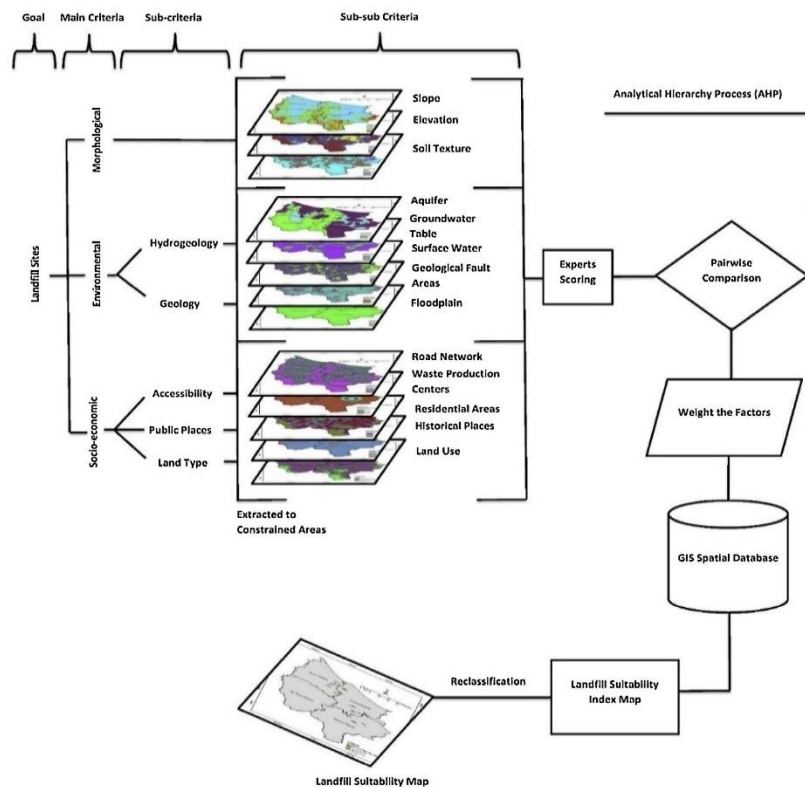 Goal
Main Criteria
Sub-criteria
Sub-sub Criteria
Analytical Hierarchy Process (AHP)
Landfill Sites
Morphological
Slope
Elevation
Soil Texture
Environmental
Hydrogeology
Geology
Aquifer
Groundwater
Table
Surface Water
Geological Fault
Areas
Floodplain
Socio-economic
Accessibility
Public Places
Land Type
Road Network
Waste Production
Centers
Residential Areas
Historical Places
Land Use
Extracted to
Constrained Areas
Experts
Scoring
Pairwise
Comparison
Weight the Factors
GIS Spatial Database
Landfill Suitability
Index Map
Reclassification
Landfill Suitability Map